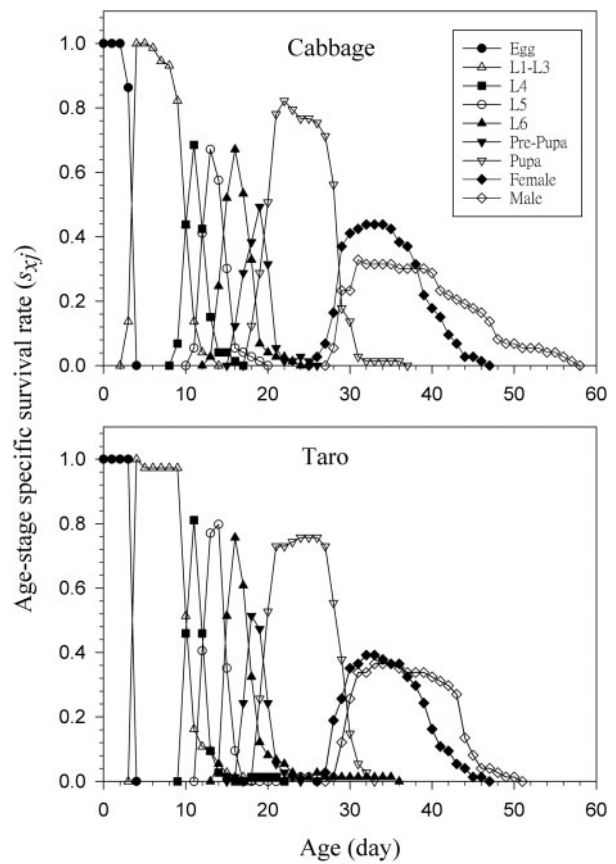 Cabbage
Egg
L1-L3
L4
L5
L6
Pre-Pupa
Pupa
Female
Male
1.0
0.8
0.6
0.4
0.2
0.0
0 10 20 30 40 50 60
Age-stage specific survival rate (sxj)
Taro
1.0
0.8
0.6
0.4
0.2
0.0
0 10 20 30 40 50 60
Age (day)